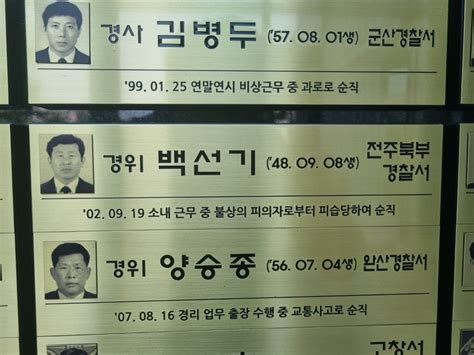 경사 김병두 ('57. 08. 01생) 군산경찰서
'99. 01. 25 연말연시 비상근무 중 과로로 순직
경위 백선기 ('48. 09. 08생) 전주북부
경찰서
'02. 09. 19 소내 근무 중 불상의 피의자로부터 피습당하여 순직
경위 양승종 ('56. 07. 04생) 완산경찰서
'07. 08. 16 경리 업무 출장 수행 중 교통사고로 순직